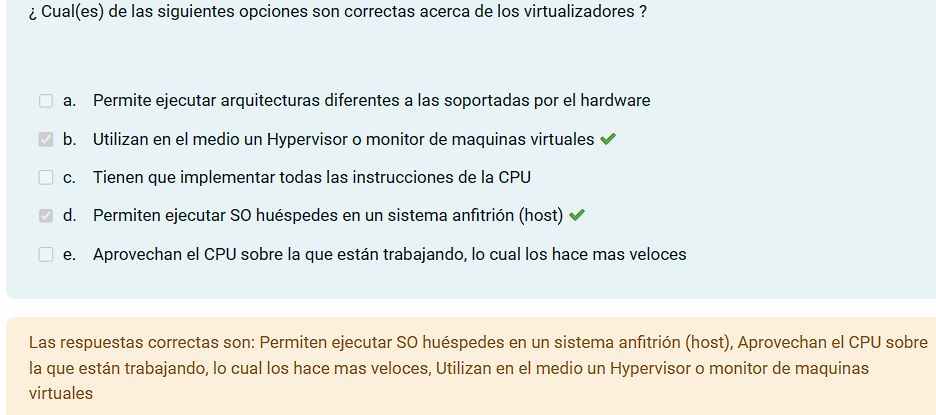 ¿ Cual(es) de las siguientes opciones son correctas acerca de los virtualizadores ?
a. Permite ejecutar arquitecturas diferentes a las soportadas por el hardware
b. Utilizan en el medio un Hypervisor o monitor de maquinas virtuales
c. Tienen que implementar todas las instrucciones de la CPU
d. Permiten ejecutar SO huéspedes en un sistema anfitrión (host)
e. Aprovechan el CPU sobre la que están trabajando, lo cual los hace mas veloces
Las respuestas correctas son: Permiten ejecutar SO huéspedes en un sistema anfitrión (host), Aprovechan el CPU sobre
la que están trabajando, lo cual los hace mas veloces, Utilizan en el medio un Hypervisor o monitor de maquinas
virtuales